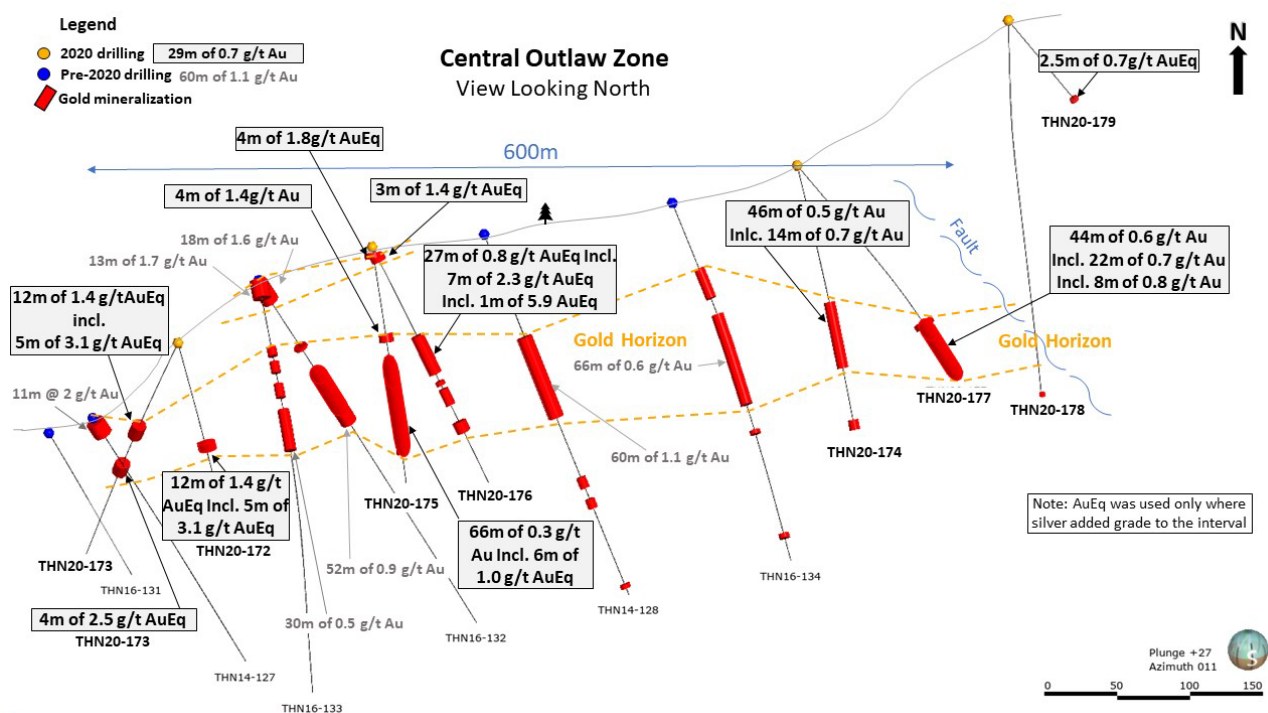 Legend
2020 drilling
29m of 0.7 g/t Au
Pre-2020 drilling
60m of 1.1 g/t Au
Gold mineralization
Central Outlaw Zone
View Looking North
N
2.5m of 0.7g/t AuEq
THN20-179
4m of 1.8g/t AuEq
600m
4m of 1.4g/t Au
3m of 1.4 g/t AuEq
46m of 0.5 g/t Au
Inlc. 14m of 0.7 g/t Au
Fault
44m of 0.6 g/t Au
Incl. 22m of 0.7 g/t Au
Incl. 8m of 0.8 g/t Au
18m of 1.6 g/t Au
13m of 1.7 g/t Au
27m of 0.8 g/t AuEq Incl.
7m of 2.3 g/t AuEq
Incl. 1m of 5.9 AuEq
12m of 1.4 g/tAuEq
incl.
5m of 3.1 g/t AuEq
Gold Horizon
Gold Horizon
66m of 0.6 g/t Au
11m @ 2 g/t Au
THN20-177
THN20-178
THN20-174
60m of 1.1 g/t Au
12m of 1.4 g/t
AuEq Incl. 5m of
3.1 g/t AuEq
THN20-172
THN20-175
THN20-176
66m of 0.3 g/t
Au Incl. 6m of
1.0 g/t AuEq
Note: AuEq was used only where
silver added grade to the interval
THN20-173
THN16-131
52m of 0.9 g/t Au
THN16-134
THN14-128
4m of 2.5 g/t AuEq
THN20-173
30m of 0.5 g/t Au
THN16-132
THN14-127
THN16-133
Plunge +27
Azimuth 011
S
0 50 100 150